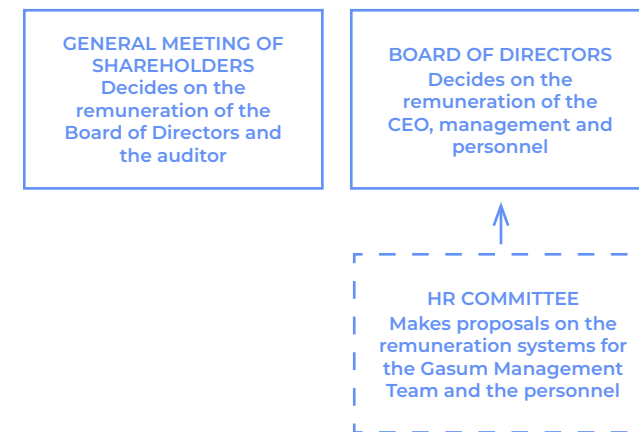 GENERAL MEETING OF
SHAREHOLDERS
Decides on the
remuneration of the
Board of Directors and
the auditor
BOARD OF DIRECTORS
Decides on the
remuneration of the
CEO, management and
personnel
HR COMMITTEE
Makes proposals on the
remuneration systems for
the Gasum Management
Team and the personnel